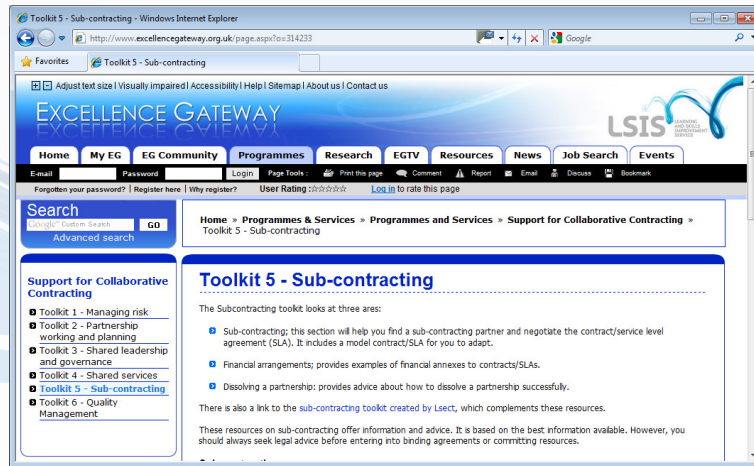 Toolkit 5 - Sub-contracting - Windows Internet Explorer
http://www.excellencegateway.org.uk/page.aspx?o=314233
Google
Favorites
Toolkit 5 - Sub-contracting
Adjust text size | Visually impaired | Accessibility | Help | Sitemap | About us | Contact us
EXCELLENCE GATEWAY
LSIS LEARNING AND SKILLS IMPROVEMENT SERVICE
Home My EG EG Community Programmes Research EGTV Resources News Job Search Events
E-mail Password Login Page Tools : Print this page Comment Report Email Discuss Bookmark
Forgotten your password? | Register here | Why register? User Rating :☆☆☆☆☆ Log in to rate this page
Search
Google™ Custom Search GO
Advanced search
Home » Programmes & Services » Programmes and Services » Support for Collaborative Contracting »
Toolkit 5 - Sub-contracting
Support for Collaborative
Contracting
Toolkit 1 - Managing risk
Toolkit 2 - Partnership
working and planning
Toolkit 3 - Shared leadership
and governance
Toolkit 4 - Shared services
Toolkit 5 - Sub-contracting
Toolkit 6 - Quality
Management
Toolkit 5 - Sub-contracting
The Subcontracting toolkit looks at three ares:
Sub-contracting; this section will help you find a sub-contracting partner and negotiate the contract/service level
agreement (SLA). It includes a model contract/SLA for you to adapt.
Financial arrangements; provides examples of financial annexes to contracts/SLAs.
Dissolving a partnership: provides advice about how to dissolve a partnership successfully.
There is also a link to the sub-contracting toolkit created by Lsect, which complements these resources.
These resources on sub-contracting offer information and advice. It is based on the best information available. However, you
should always seek legal advice before entering into binding agreements or committing resources.